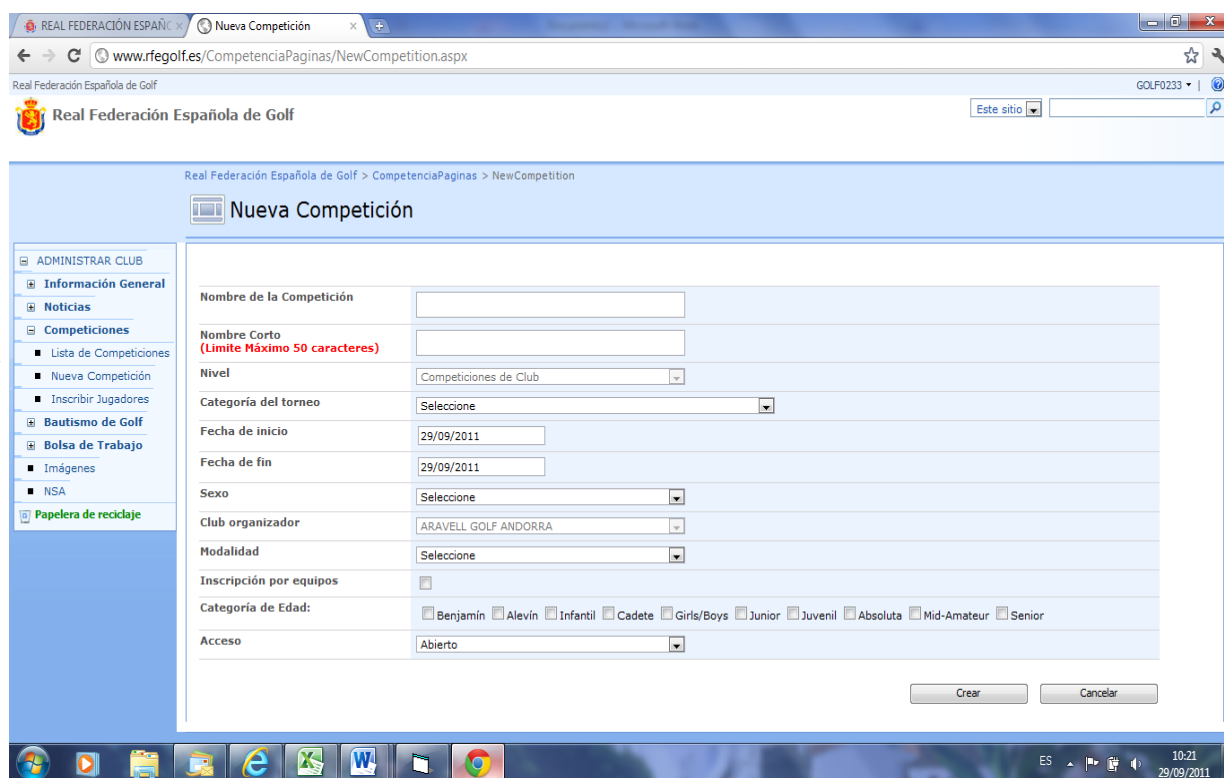 REAL FEDERACIÓN ESPAÑO
Nueva Competición
www.rfegolf.es/CompetenciaPaginas/NewCompetition.aspx
Real Federación Española de Golf
GOLF0233
Real Federación Española de Golf
Este sitio
Real Federación Española de Golf > CompetenciaPaginas > NewCompetition
Nueva Competición
ADMINISTRAR CLUB
Información General
Noticias
Competiciones
Lista de Competiciones
Nueva Competición
Inscribir Jugadores
Bautismo de Golf
Bolsa de Trabajo
Imágenes
NSA
Papelera de reciclaje
Nombre de la Competición
Nombre Corto
(Limite Máximo 50 caracteres)
Nivel
Competiciones de Club
Categoría del torneo
Seleccione
Fecha de inicio
29/09/2011
Fecha de fin
29/09/2011
Sexo
Seleccione
Club organizador
ARAVELL GOLF ANDORRA
Modalidad
Seleccione
Inscripción por equipos
Categoría de Edad:
Benjamín Alevín Infantil Cadete Girls/Boys Junior Juvenil Absoluta Mid-Amateur Senior
Acceso
Abierto
Crear
Cancelar
ES
10:21
29/09/2011